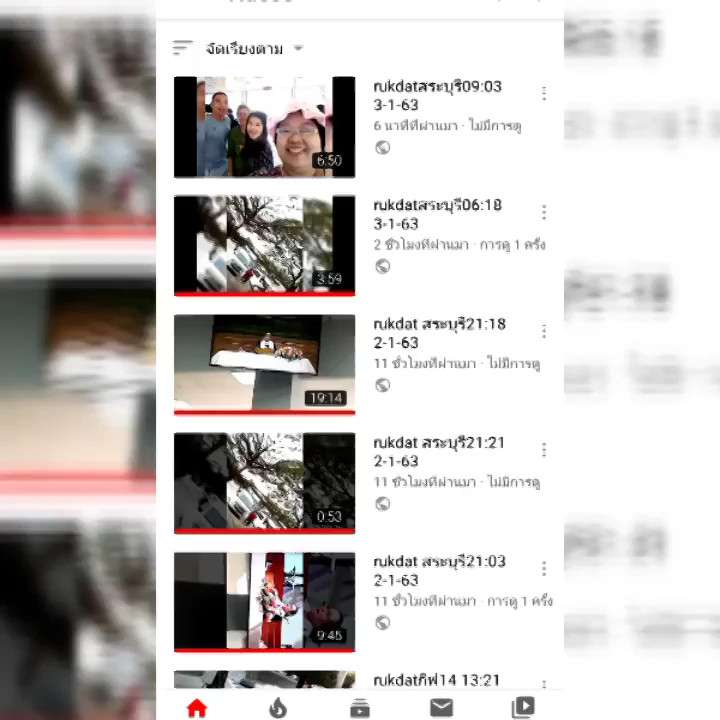 จัดเรียงตาม
rukdatสระบุรี09:03
3-1-63
6 นาทีที่ผ่านมา · ไม่มีการดู
6:50
rukdatสระบุรี06:18
3-1-63
2 ชั่วโมงที่ผ่านมา · การดู 1 ครั้ง
3:59
rukdat สระบุรี21:18
2-1-63
11 ชั่วโมงที่ผ่านมา · ไม่มีการดู
19:14
rukdat สระบุรี21:21
2-1-63
11 ชั่วโมงที่ผ่านมา · ไม่มีการดู
0:53
rukdat สระบุรี21:03
2-1-63
11 ชั่วโมงที่ผ่านมา · การดู 1 ครั้ง
9:45
rukdatกิฟ14 13:21